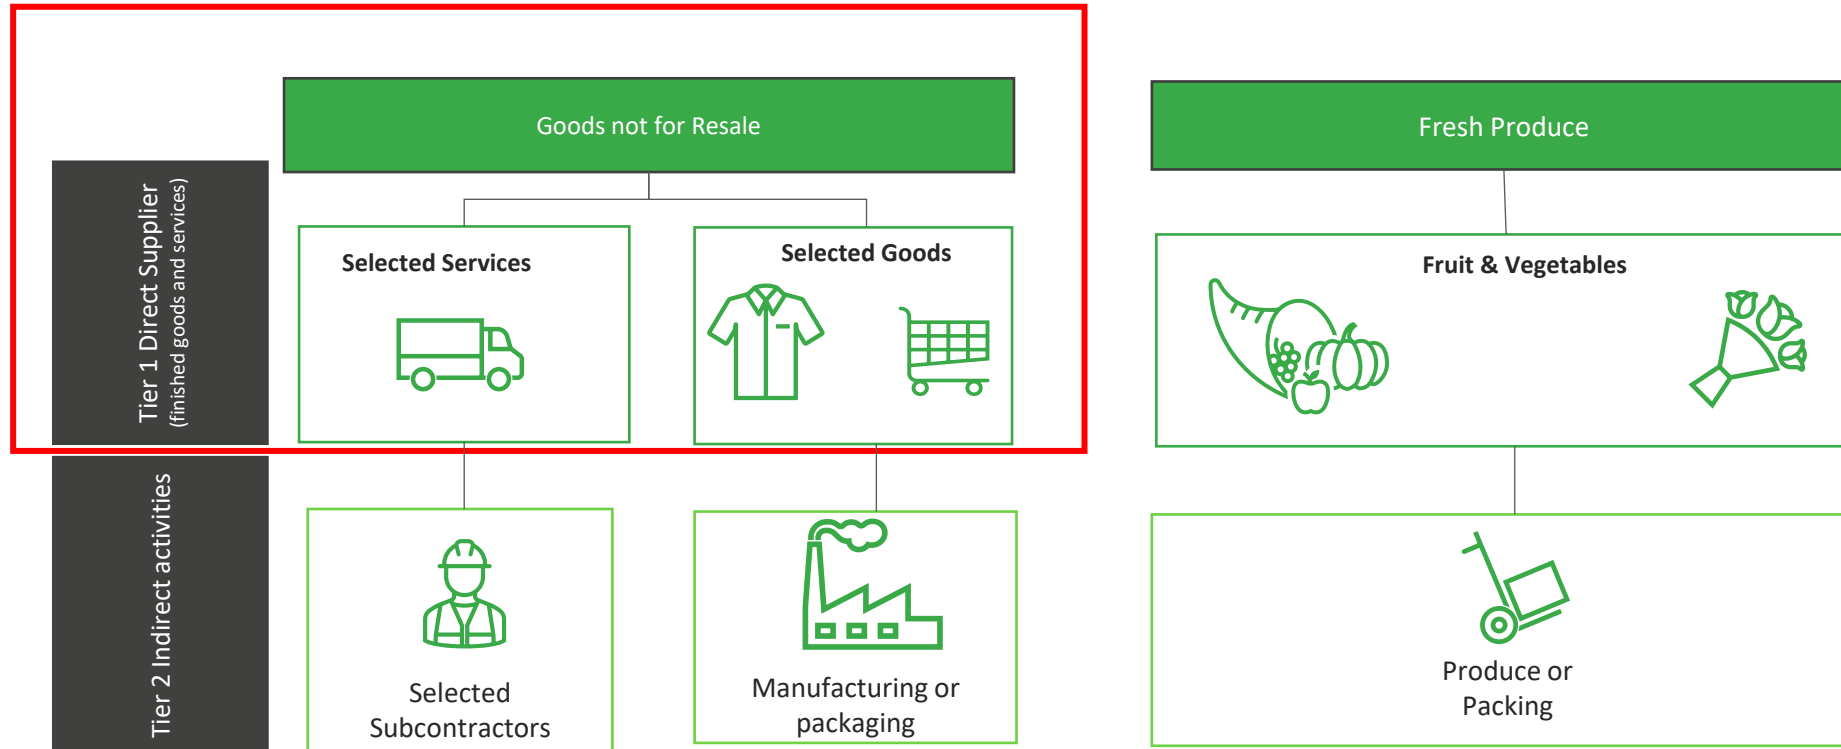 Goods not for Resale
Fresh Produce
Tier 1 Direct Supplier
(finished goods and services)
Selected Services
Selected Goods
Fruit & Vegetables
Tier 2 Indirect activities
Selected
Subcontractors
Manufacturing or
packaging
Produce or
Packing